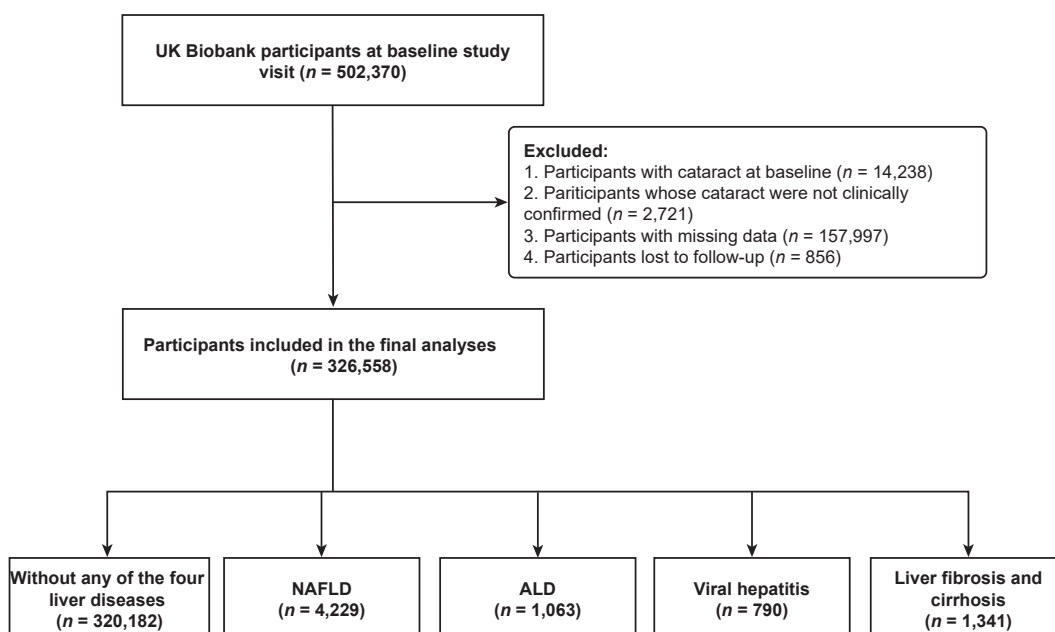 UK Biobank participants at baseline study
visit (n = 502,370)
Excluded:
1. Participants with cataract at baseline (n = 14,238)
2. Pariticipants whose cataract were not clinically
confirmed (n = 2,721)
3. Participants with missing data (n = 157,997)
4. Participants lost to follow-up (n = 856)
Participants included in the final analyses
(n = 326,558)
Without any of the four
liver diseases
(n = 320,182)
NAFLD
(n = 4,229)
ALD
(n = 1,063)
Viral hepatitis
(n = 790)
Liver fibrosis and
cirrhosis
(n = 1,341)